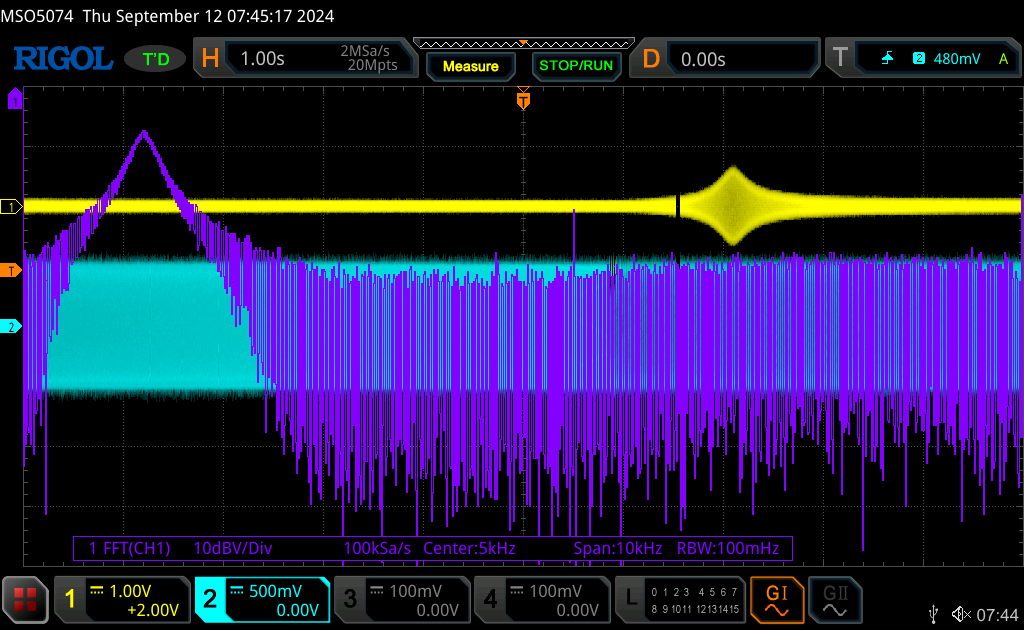 MSO5074 Thu September 12 07:45:17 2024
RIGOL T'D H 1.00s 2MSa/s 20Mpts Measure STOP/RUN D 0.00s T 2 480mV A
1
T
1
T
2
1 FFT(CH1) 10dBV/Div 100kSa/s Center:5kHz Span:10kHz RBW:100mHz
1 1.00V +2.00V 2 500mV 0.00V 3 100mV 0.00V 4 100mV 0.00V L 0 1 2 3 4 5 6 7 8 9 10 11 12 13 14 15 GI GII
07:44